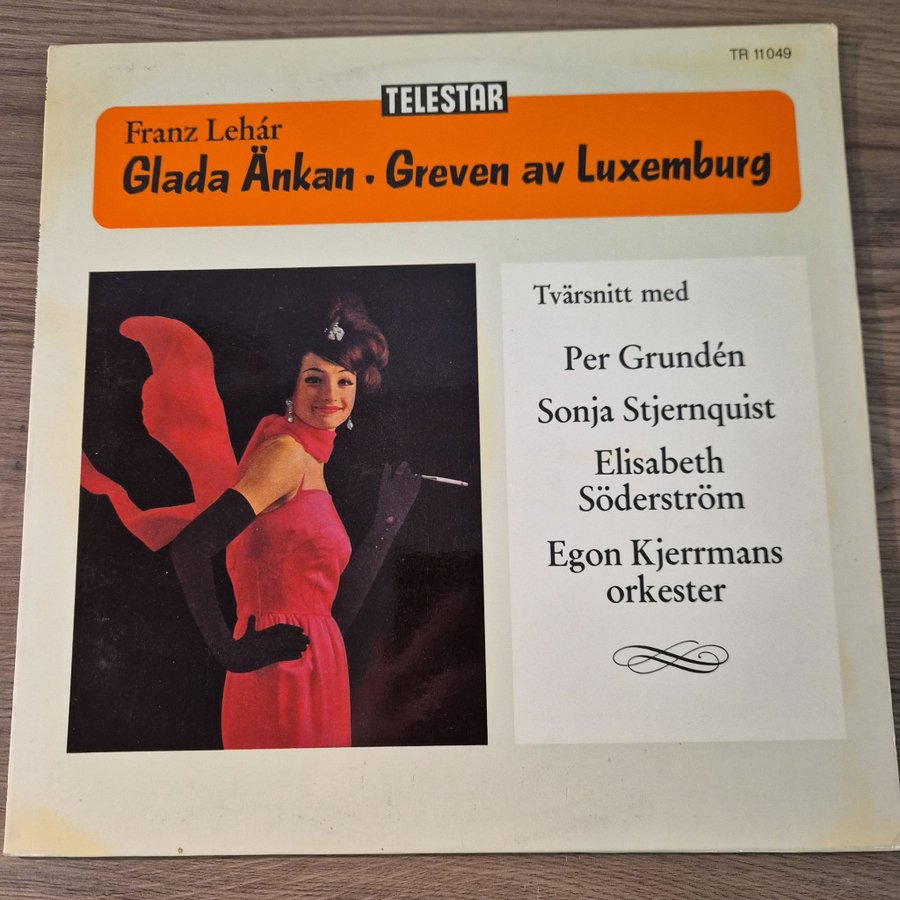 TR 11049
TELESTAR
Franz Lehár
Glada Änkan · Greven av Luxemburg
Tvärsnitt med
Per Grundén
Sonja Stjernquist
Elisabeth
Söderström
Egon Kjerrmans
orkester